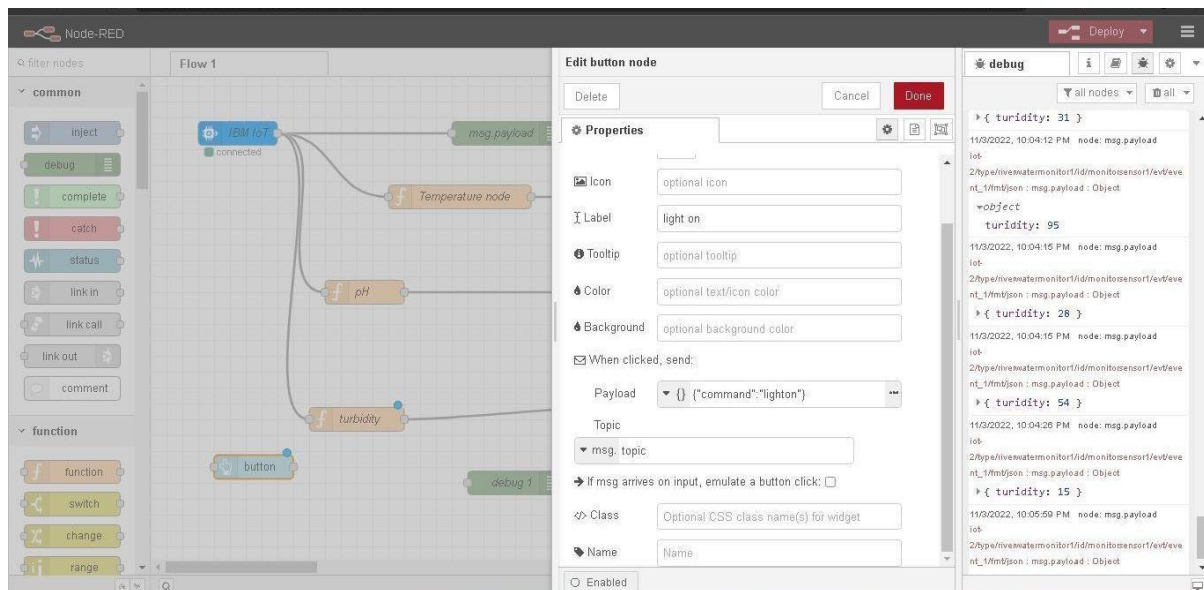 Node-RED
Deploy
filter nodes
common
inject
debug
complete
catch
status
link in
link call
link out
comment
function
function
switch
change
range
Flow 1
IBM IoT
connected
msg.payload
Temperature node
pH
turbidity
button
debug 1
Edit button node
Delete
Cancel
Done
Properties
Icon
optional icon
Label
light on
Tooltip
optional tooltip
Color
optional text/icon color
Background
optional background color
When clicked, send:
Payload
{} {"command":"lighton"}
Topic
msg. topic
If msg arrives on input, emulate a button click:
Class
Optional CSS class name(s) for widget
Name
Name
Enabled
debug
all nodes
all
{ turidity: 31 }
11/3/2022, 10:04:12 PM node: msg.payload
iot-
2/type/riverwatermonitor1/id/monitorsensor1/evt/eve
nt_1/fmt/json : msg.payload : Object
object
turidity: 95
11/3/2022, 10:04:15 PM node: msg.payload
iot-
2/type/riverwatermonitor1/id/monitorsensor1/evt/eve
nt_1/fmt/json : msg.payload : Object
{ turidity: 28 }
11/3/2022, 10:04:15 PM node: msg.payload
iot-
2/type/riverwatermonitor1/id/monitorsensor1/evt/eve
nt_1/fmt/json : msg.payload : Object
{ turidity: 54 }
11/3/2022, 10:04:26 PM node: msg.payload
iot-
2/type/riverwatermonitor1/id/monitorsensor1/evt/eve
nt_1/fmt/json : msg.payload : Object
{ turidity: 15 }
11/3/2022, 10:05:59 PM node: msg.payload
iot-
2/type/riverwatermonitor1/id/monitorsensor1/evt/eve
nt_1/fmt/json : msg.payload : Object